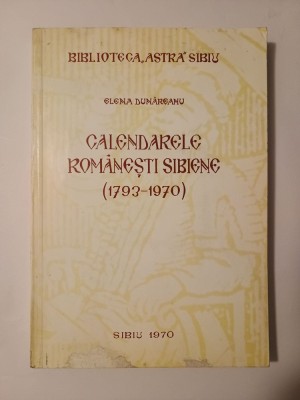 BIBLIOTECA „ASTRA” SIBIU
ELENA DUNĂREANU
CALENDARELE
ROMÂNEȘTI SIBIENE
(1793-1970)
SIBIU 1970